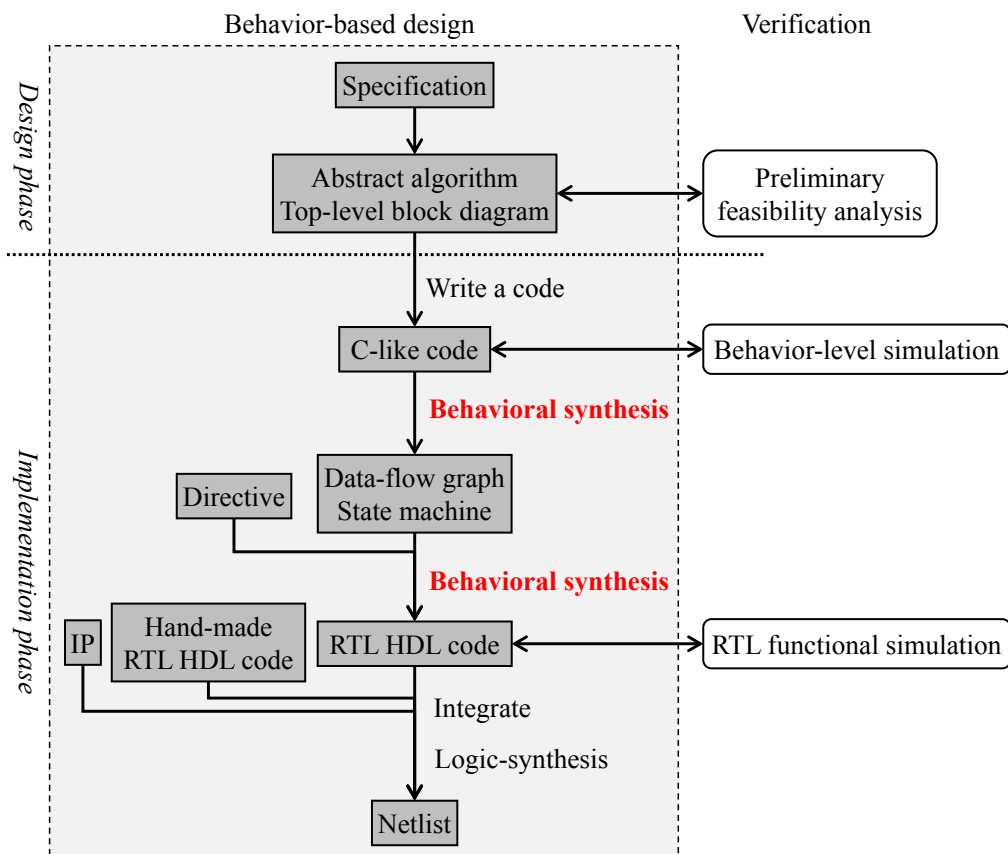 Behavior-based design
Verification
Design phase
Specification
Abstract algorithm
Top-level block diagram
Preliminary
feasibility analysis
Write a code
C-like code
Behavior-level simulation
Behavioral synthesis
Implementation phase
Directive
Data-flow graph
State machine
Behavioral synthesis
IP
Hand-made
RTL HDL code
RTL HDL code
RTL functional simulation
Integrate
Logic-synthesis
Netlist